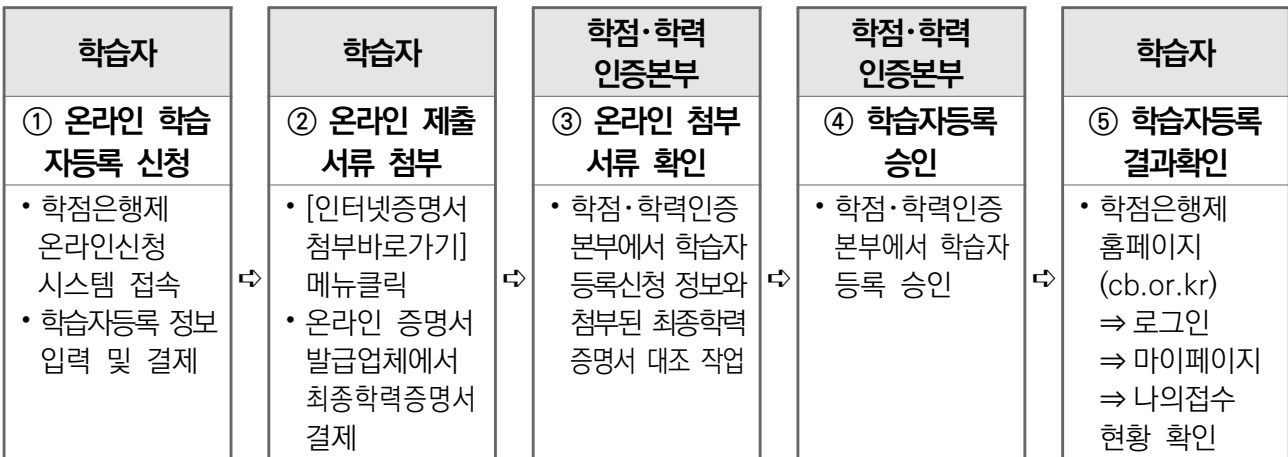 학습자
① 온라인 학습
자등록 신청
• 학점은행제
온라인신청
시스템 접속
• 학습자등록 정보
입력 및 결제
➪
학습자
② 온라인 제출
서류 첨부
• [인터넷증명서
첨부바로가기]
메뉴클릭
• 온라인 증명서
발급업체에서
최종학력증명서
결제
➪
학점·학력
인증본부
③ 온라인 첨부
서류 확인
• 학점·학력인증
본부에서 학습자
등록신청 정보와
첨부된 최종학력
증명서 대조 작업
➪
학점·학력
인증본부
④ 학습자등록
승인
• 학점·학력인증
본부에서 학습자
등록 승인
➪
학습자
⑤ 학습자등록
결과확인
• 학점은행제
홈페이지
(cb.or.kr)
⇒ 로그인
⇒ 마이페이지
⇒ 나의접수
현황 확인